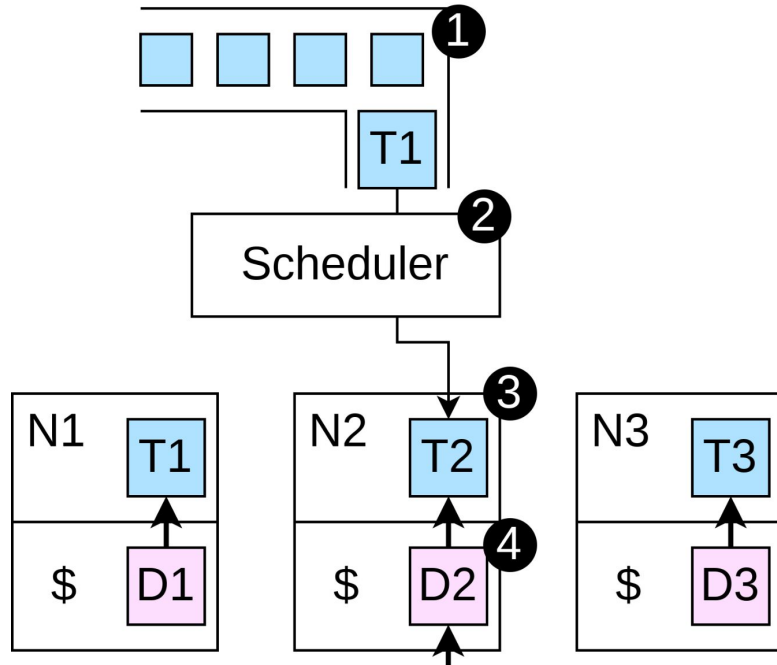 1
T1
2
Scheduler
3
N1 T1 N2 T2 N3 T3
4
$ D1 $ D2 $ D3